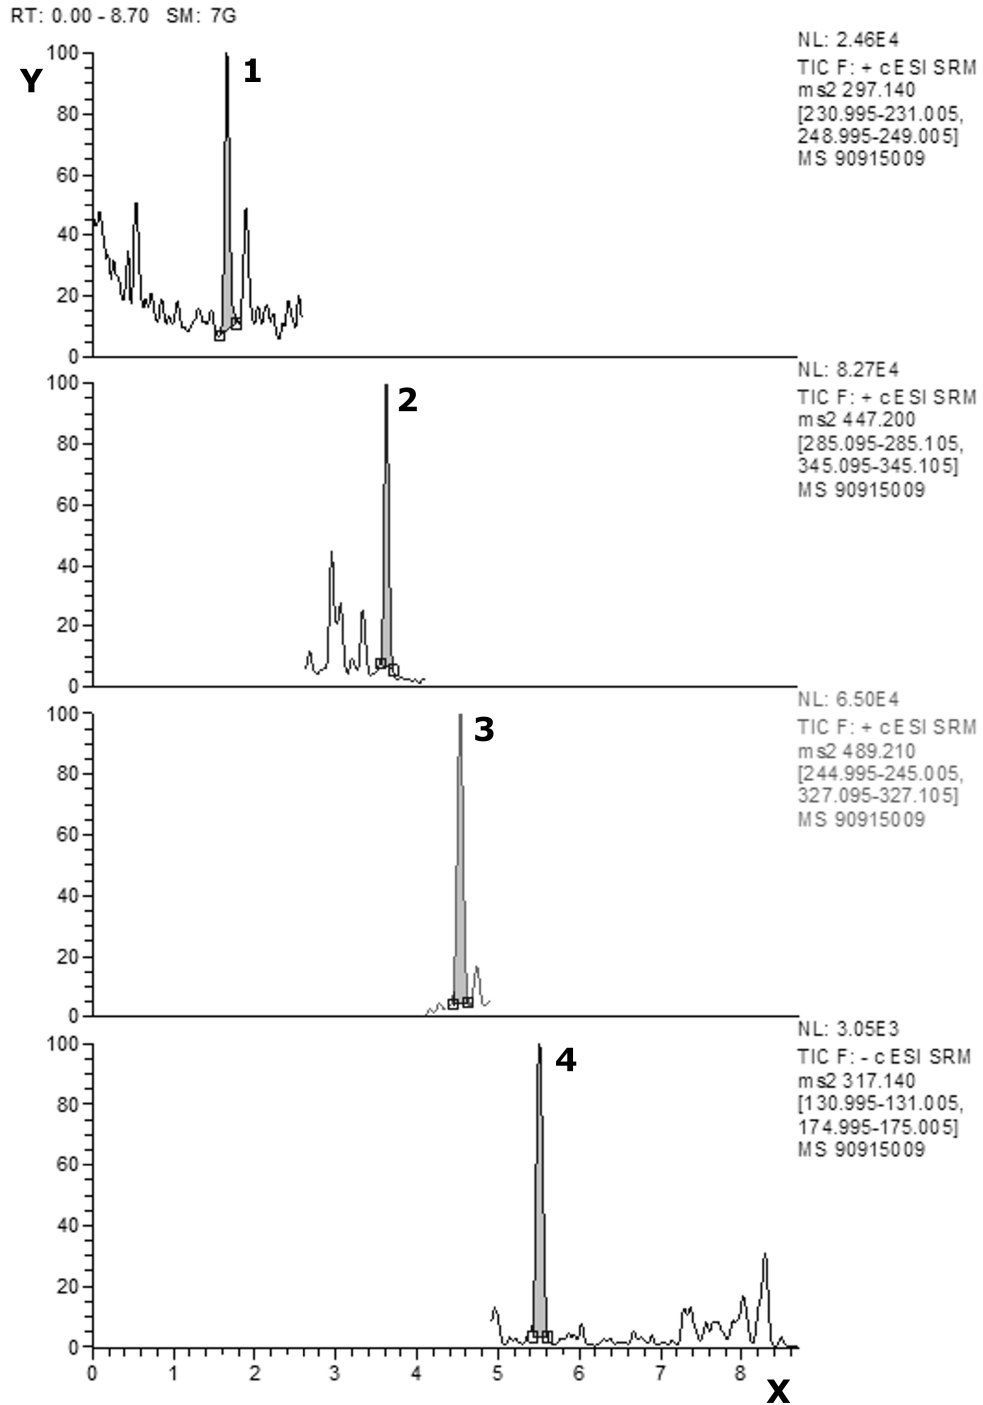 RT: 0.00 - 8.70 SM: 7G
Y
100
80
60
40
20
0
1
NL: 2.46E4
TIC F: + c ESI SRM
ms2 297.140
[230.995-231.005,
248.995-249.005]
MS 90915009
100
80
60
40
20
0
2
NL: 8.27E4
TIC F: + c ESI SRM
ms2 447.200
[285.095-285.105,
345.095-345.105]
MS 90915009
100
80
60
40
20
0
3
NL: 6.50E4
TIC F: + c ESI SRM
ms2 489.210
[244.995-245.005,
327.095-327.105]
MS 90915009
100
80
60
40
20
0
4
NL: 3.05E3
TIC F: - c ESI SRM
ms2 317.140
[130.995-131.005,
174.995-175.005]
MS 90915009
0 1 2 3 4 5 6 7 8
X